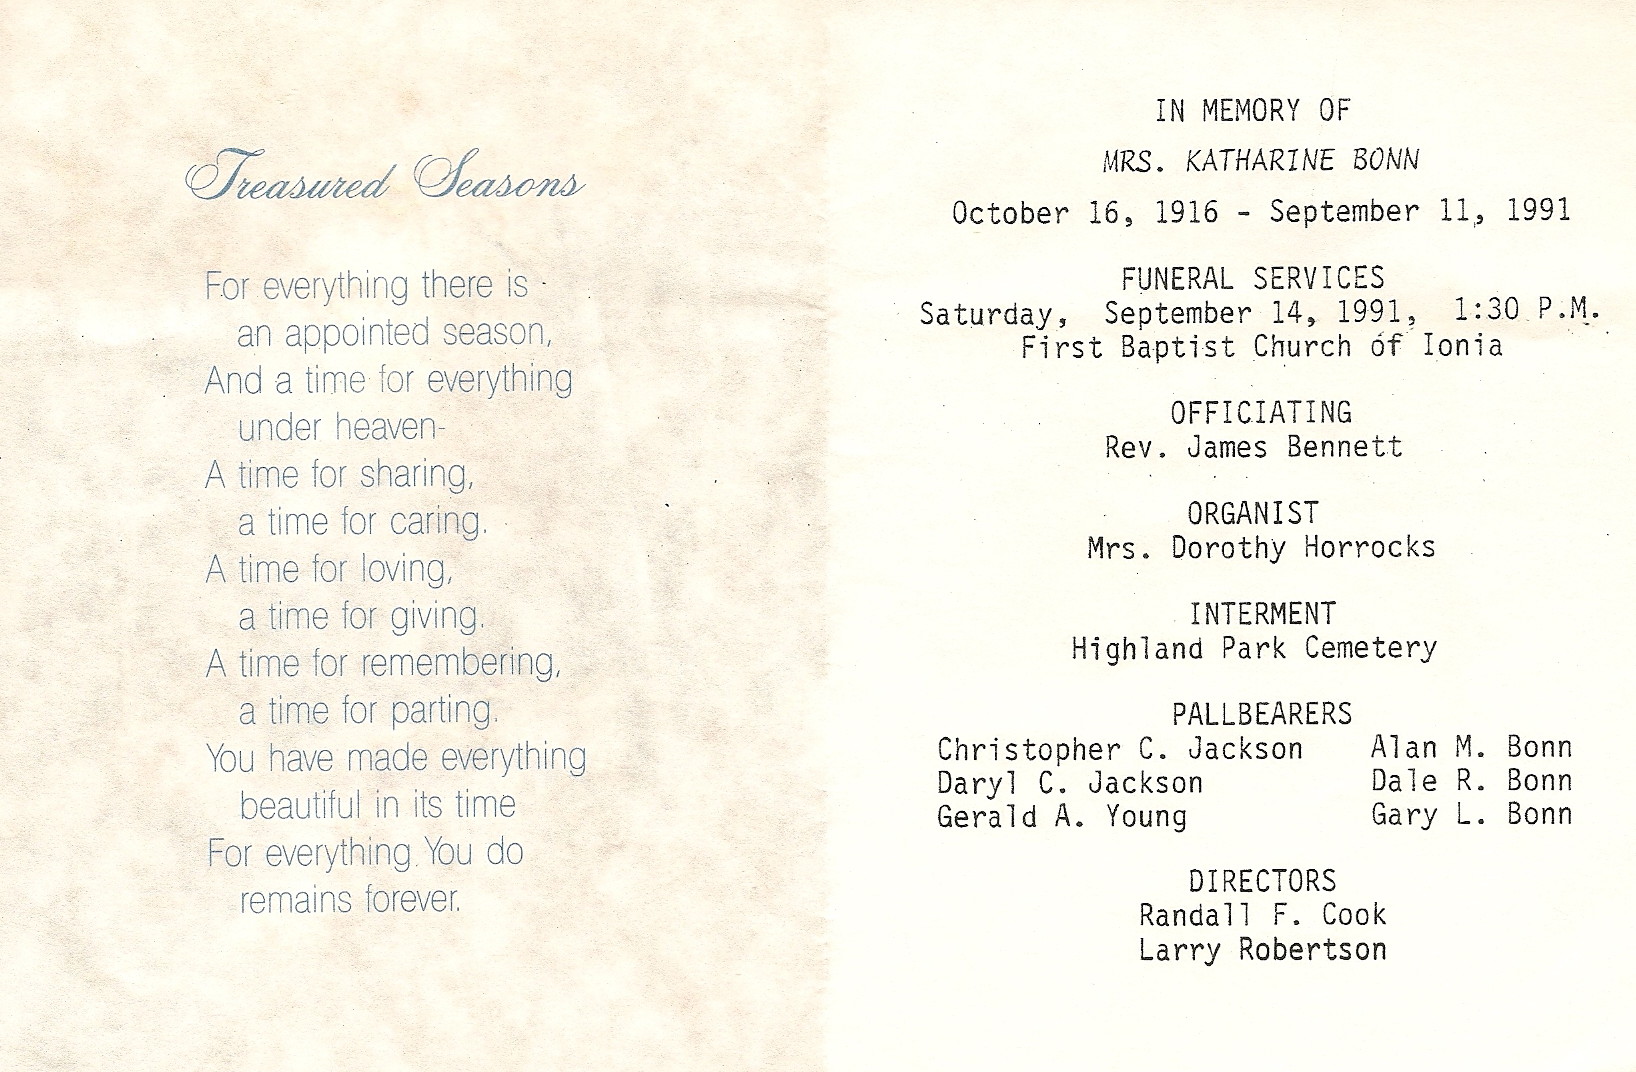 Treasured Seasons
For everything there is
an appointed season,
And a time for everything
under heaven-
A time for sharing,
a time for caring.
A time for loving,
a time for giving.
A time for remembering,
a time for parting.
You have made everything
beautiful in its time
For everything You do
remains forever.
IN MEMORY OF
MRS. KATHARINE BONN
October 16, 1916 - September 11, 1991
FUNERAL SERVICES
Saturday, September 14, 1991, 1:30 P.M.
First Baptist Church of Ionia
OFFICIATING
Rev. James Bennett
ORGANIST
Mrs. Dorothy Horrocks
INTERMENT
Highland Park Cemetery
PALLBEARERS
Christopher C. Jackson Alan M. Bonn
Daryl C. Jackson Dale R. Bonn
Gerald A. Young Gary L. Bonn
DIRECTORS
Randall F. Cook
Larry Robertson